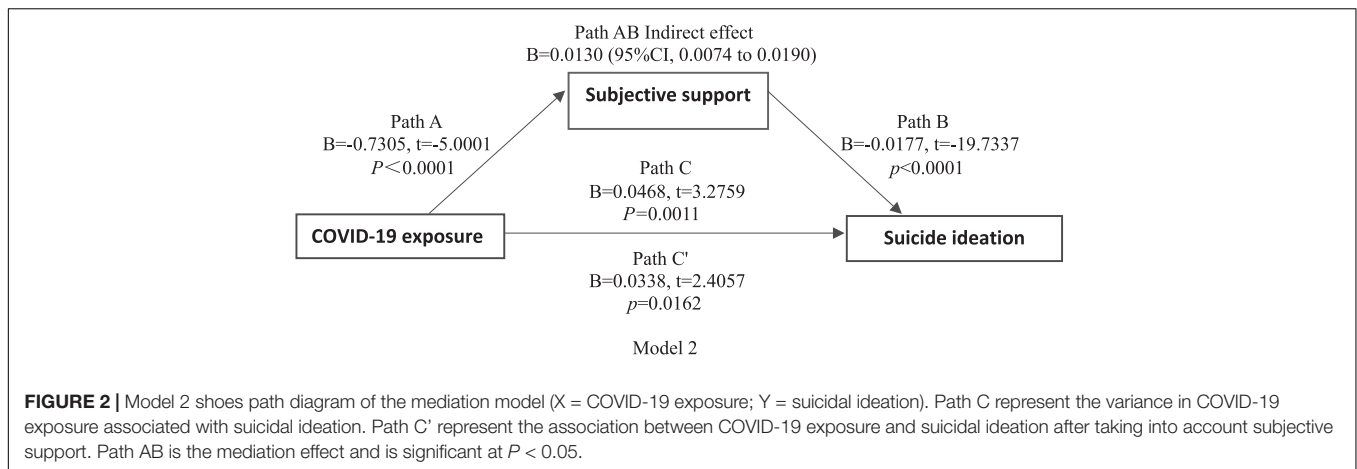 Path AB Indirect effect
B=0.0130 (95%CI, 0.0074 to 0.0190)
Subjective support
Path A
B=-0.7305, t=-5.0001
P<0.0001
Path B
B=-0.0177, t=-19.7337
p<0.0001
Path C
B=0.0468, t=3.2759
P=0.0011
COVID-19 exposure
Suicide ideation
Path C'
B=0.0338, t=2.4057
p=0.0162
Model 2
FIGURE 2 | Model 2 shoes path diagram of the mediation model (X = COVID-19 exposure; Y = suicidal ideation). Path C represent the variance in COVID-19
exposure associated with suicidal ideation. Path C’ represent the association between COVID-19 exposure and suicidal ideation after taking into account subjective
support. Path AB is the mediation effect and is significant at P < 0.05.